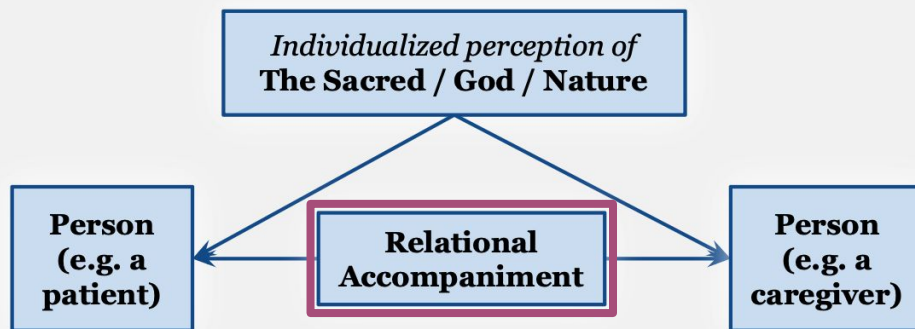 Individualized perception of
The Sacred / God / Nature
Person
(e.g. a
patient)
Relational
Accompaniment
Person
(e.g. a
caregiver)